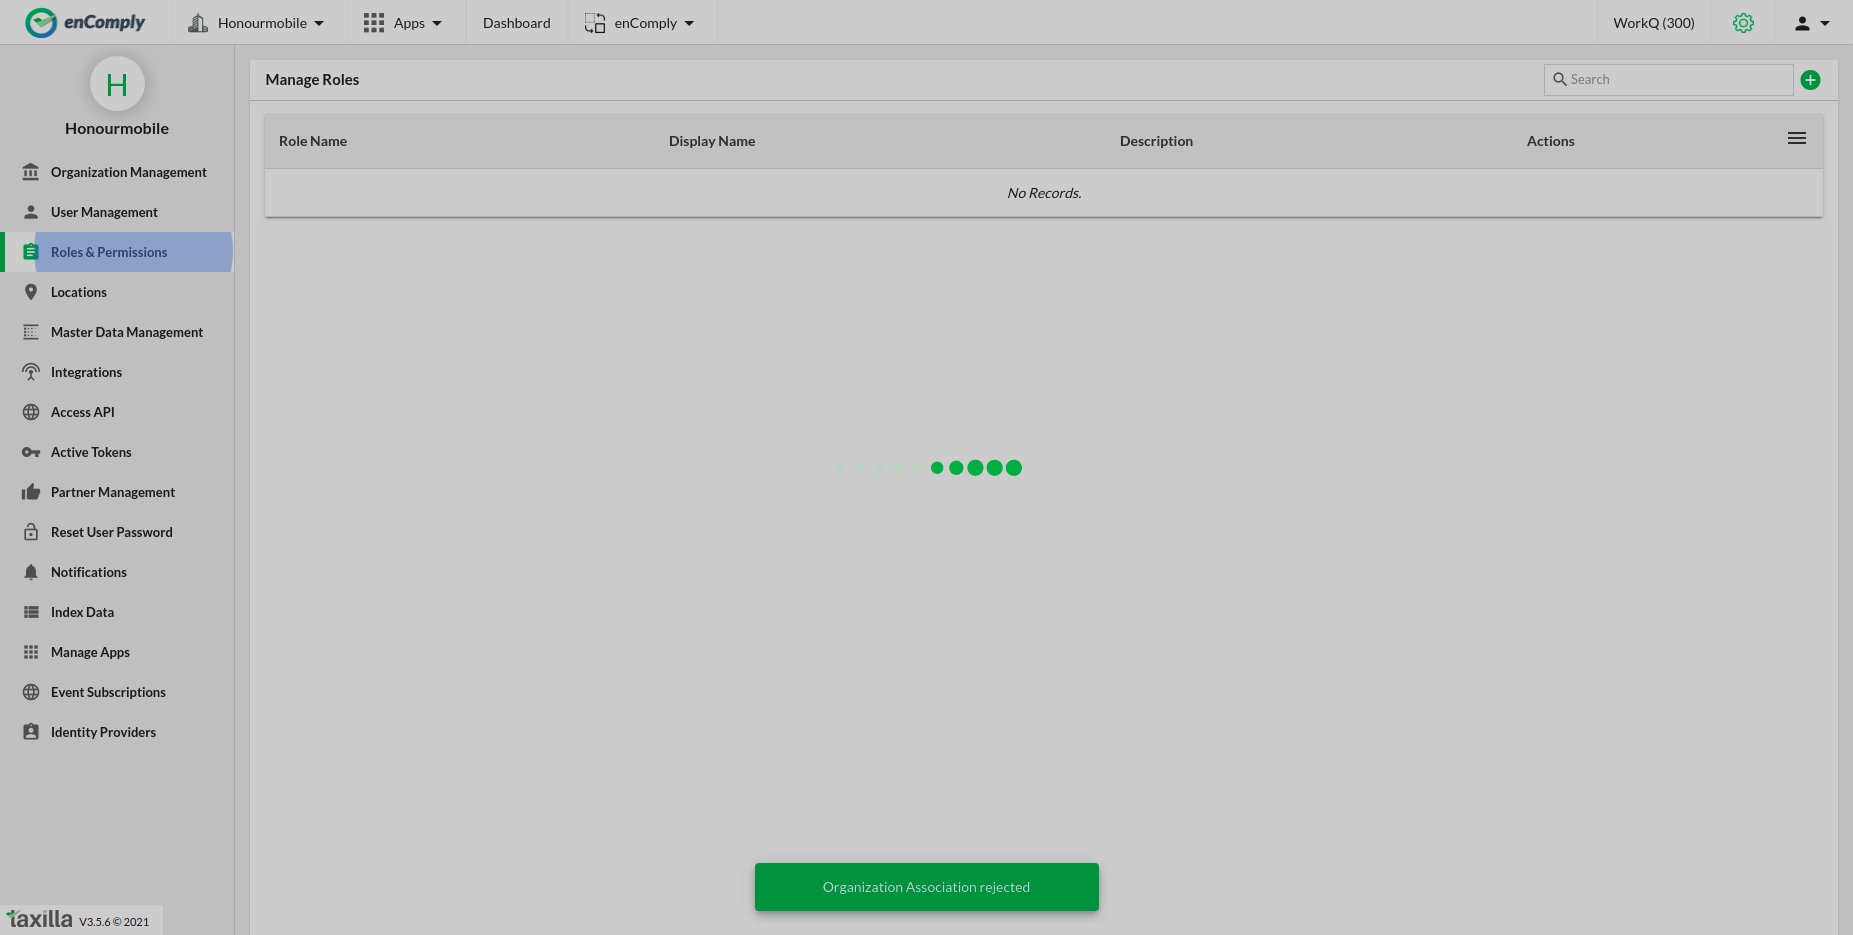 enComply
Honourmobile
Apps
Dashboard
enComply
WorkQ (300)
H
Honourmobile
Organization Management
User Management
Roles & Permissions
Locations
Master Data Management
Integrations
Access API
Active Tokens
Partner Management
Reset User Password
Notifications
Index Data
Manage Apps
Event Subscriptions
Identity Providers
taxilla V3.5.6 © 2021
Manage Roles
Search
Role Name Display Name Description Actions
No Records.
Organization Association rejected